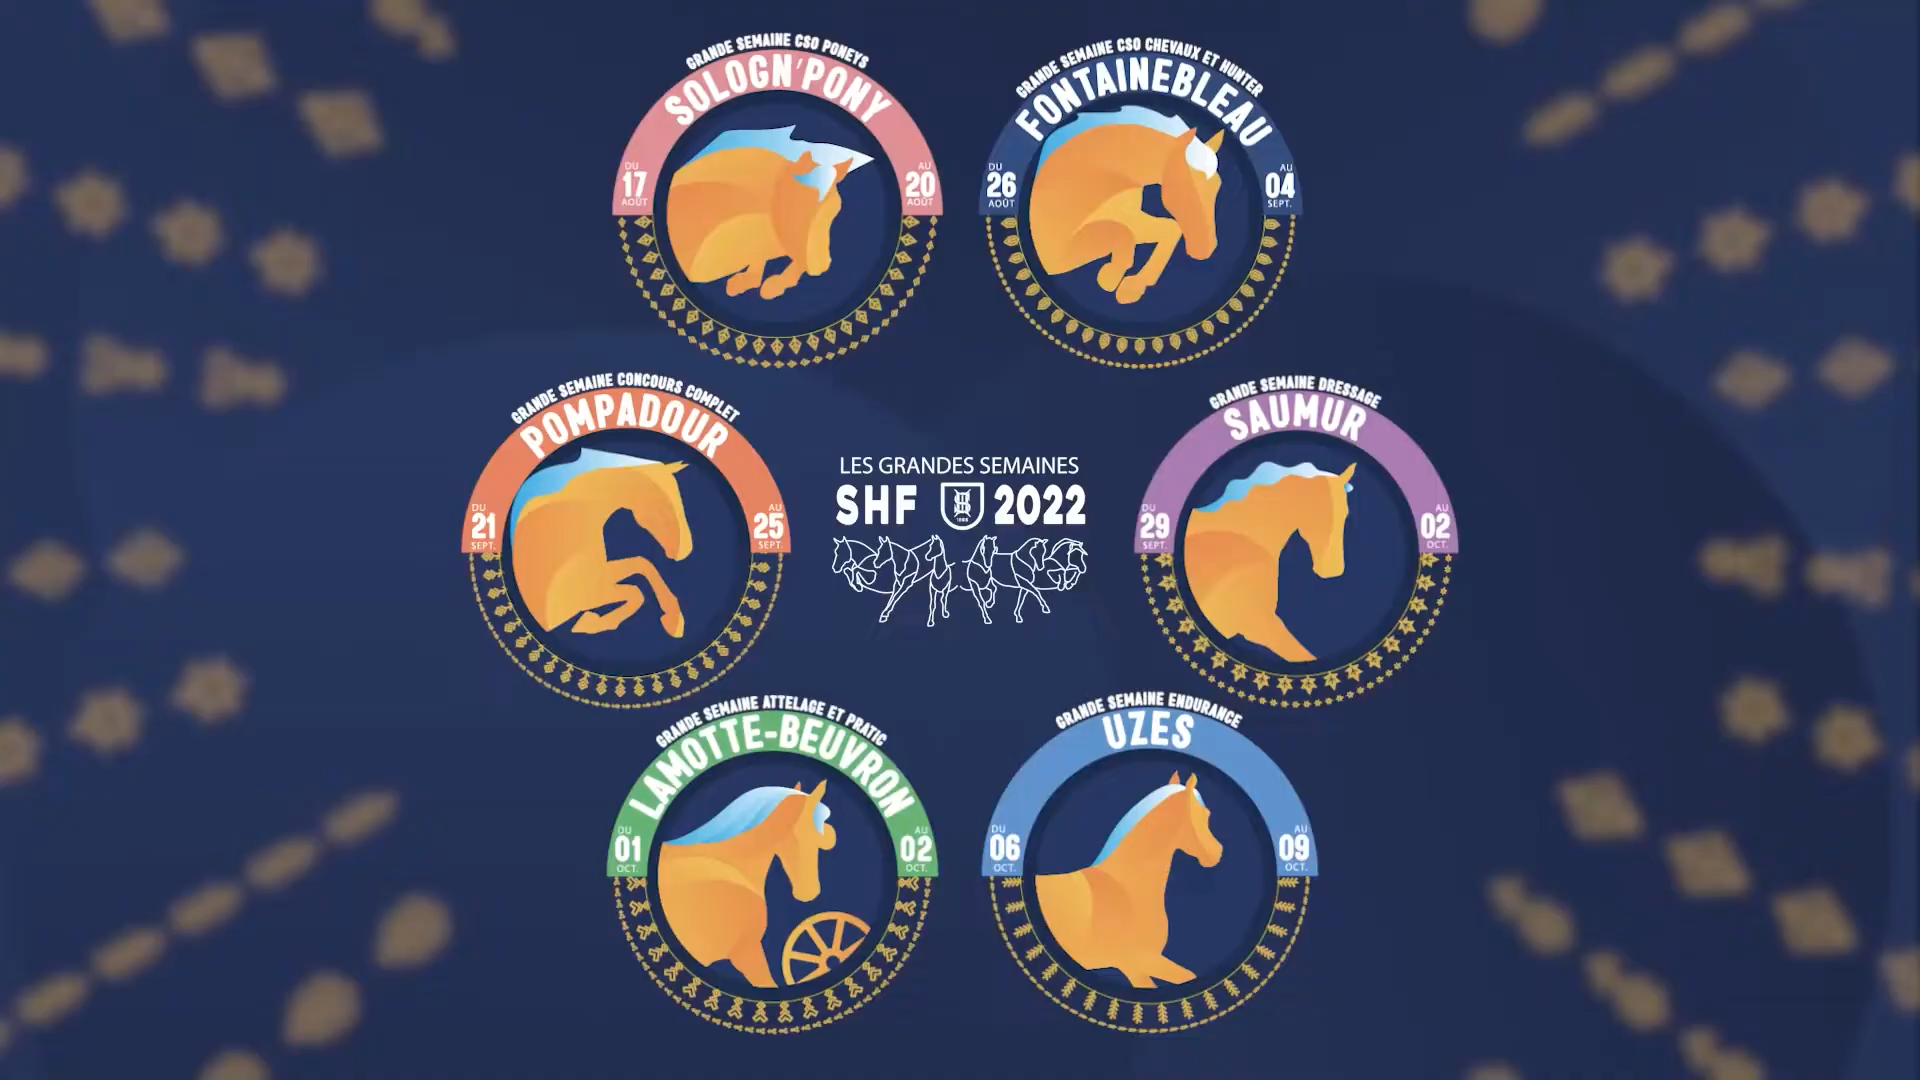 GRANDE SEMAINE CSO PONEYS
SOLOGN'PONY
DU
17
AOÛT
AU
20
AOÛT
GRANDE SEMAINE CSO CHEVAUX ET HUNTER
FONTAINEBLEAU
DU
26
AOÛT
AU
04
SEPT.
GRANDE SEMAINE CONCOURS COMPLET
POMPADOUR
DU
21
SEPT.
AU
25
SEPT.
LES GRANDES SEMAINES
SHF 2022
GRANDE SEMAINE DRESSAGE
SAUMUR
DU
29
SEPT.
AU
02
OCT.
GRANDE SEMAINE ATTELAGE ET PRATIC
LAMOTTE-BEUVRON
DU
01
OCT.
AU
02
OCT.
GRANDE SEMAINE ENDURANCE
UZES
DU
06
OCT.
AU
09
OCT.